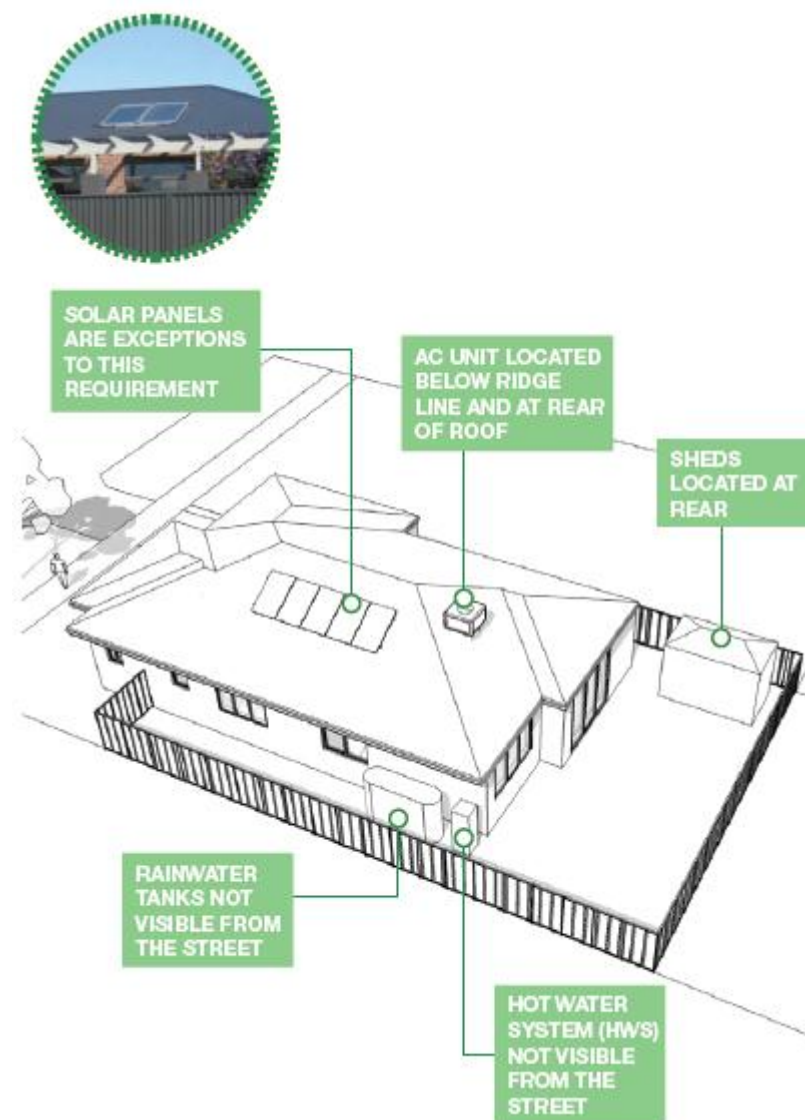 SOLAR PANELS
ARE EXCEPTIONS
TO THIS
REQUIREMENT
AC UNIT LOCATED
BELOW RIDGE
LINE AND AT REAR
OF ROOF
SHEDS
LOCATED AT
REAR
RAINWATER
TANKS NOT
VISIBLE FROM
THE STREET
HOT WATER
SYSTEM (HWS)
NOT VISIBLE
FROM THE
STREET